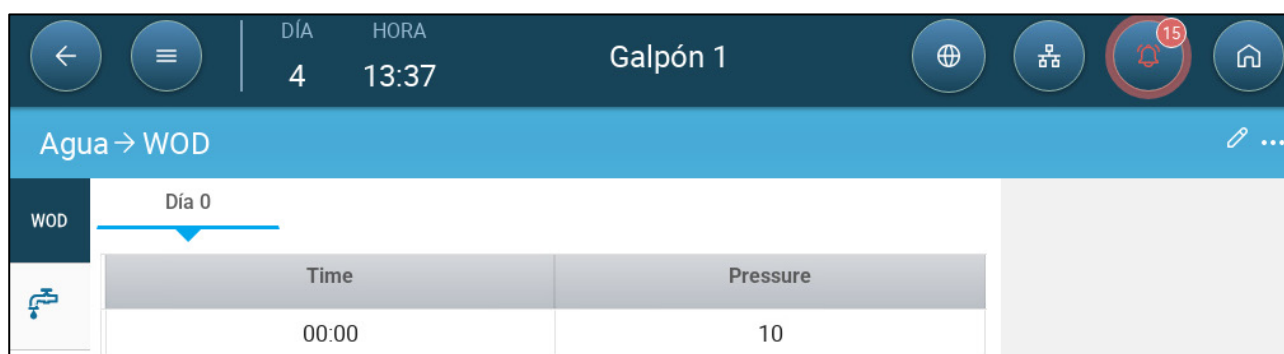 DÍA HORA
4 13:37 Galpón 1 15
Agua → WOD
WOD Día 0
Time Pressure
00:00 10